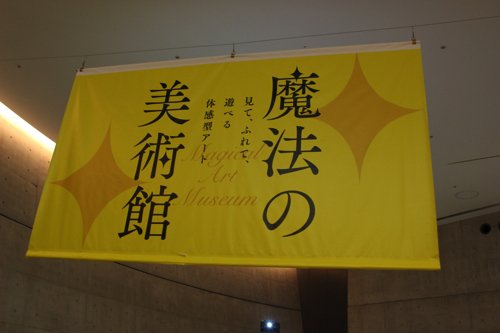 魔法の
見て、ふれて、
遊べる
体感型アート
美術館
Magical
Art
Museum